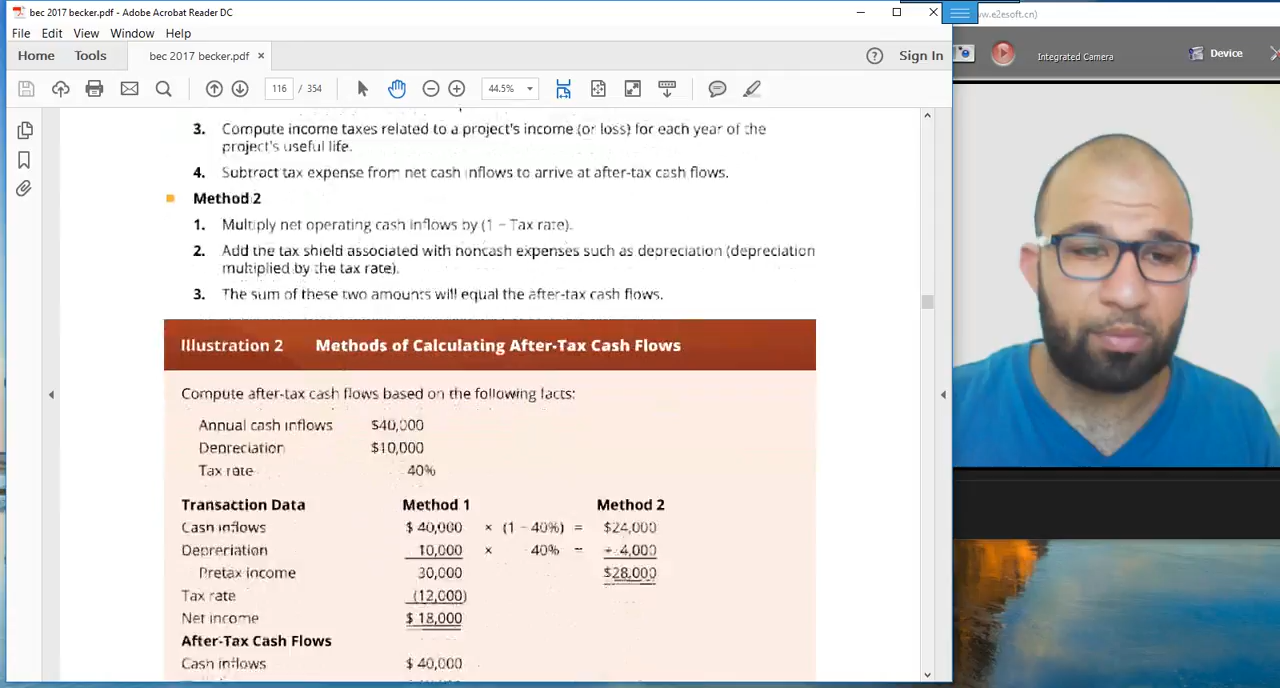 bec 2017 becker.pdf - Adobe Acrobat Reader DC
File Edit View Window Help
Home Tools bec 2017 becker.pdf × Sign In
116 / 354 44.5%
3. Compute income taxes related to a project's income (or loss) for each year of the
project's useful life.
4. Subtract tax expense from net cash inflows to arrive at after-tax cash flows.
Method 2
1. Multiply net operating cash inflows by (1 – Tax rate).
2. Add the tax shield associated with noncash expenses such as depreciation (depreciation
multiplied by the tax rate).
3. The sum of these two amounts will equal the after-tax cash flows.
Illustration 2 Methods of Calculating After-Tax Cash Flows
Compute after-tax cash flows based on the following facts:
Annual cash inflows $40,000
Depreciation $10,000
Tax rate 40%
Transaction Data Method 1 Method 2
Cash inflows $ 40,000 × (1 – 40%) = $24,000
Depreciation 10,000 × 40% = + 4,000
Pretax income 30,000 $28,000
Tax rate (12,000)
Net income $ 18,000
After-Tax Cash Flows
Cash inflows $ 40,000
w.e2esoft.cn)
Integrated Camera Device